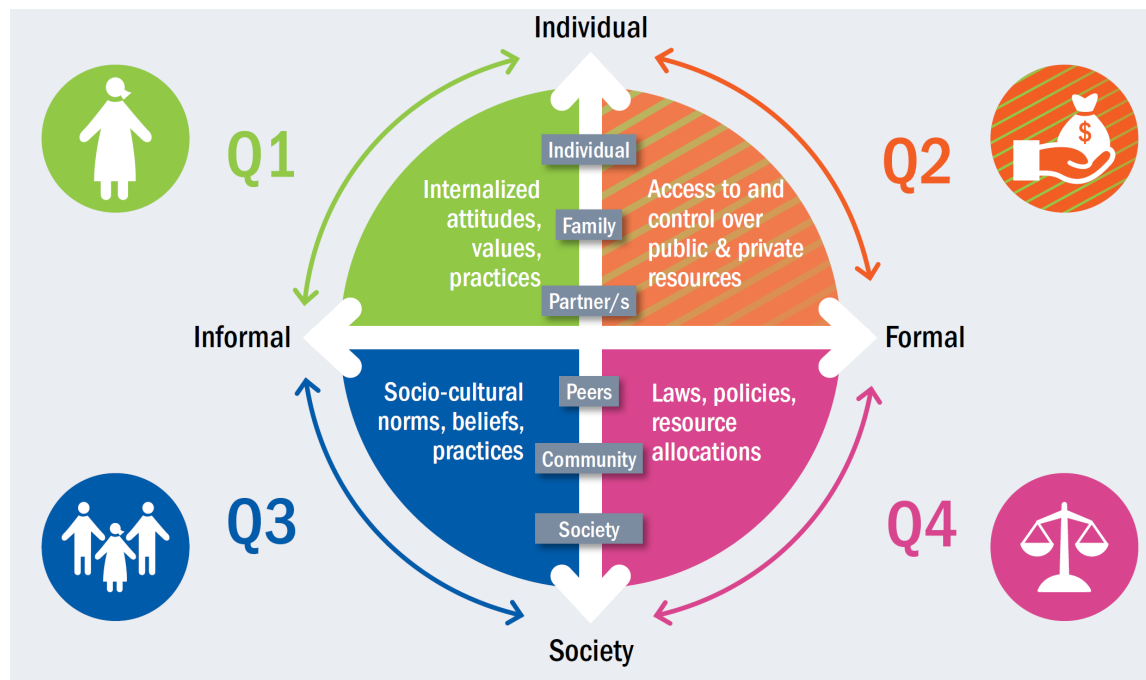 Individual
Q1
Q2
Individual
Internalized
attitudes,
values,
practices
Access to and
control over
public & private
resources
Family
Partner/s
$
Informal
Formal
Socio-cultural
norms, beliefs,
practices
Peers
Laws, policies,
resource
allocations
Community
Society
Q3
Q4
Society